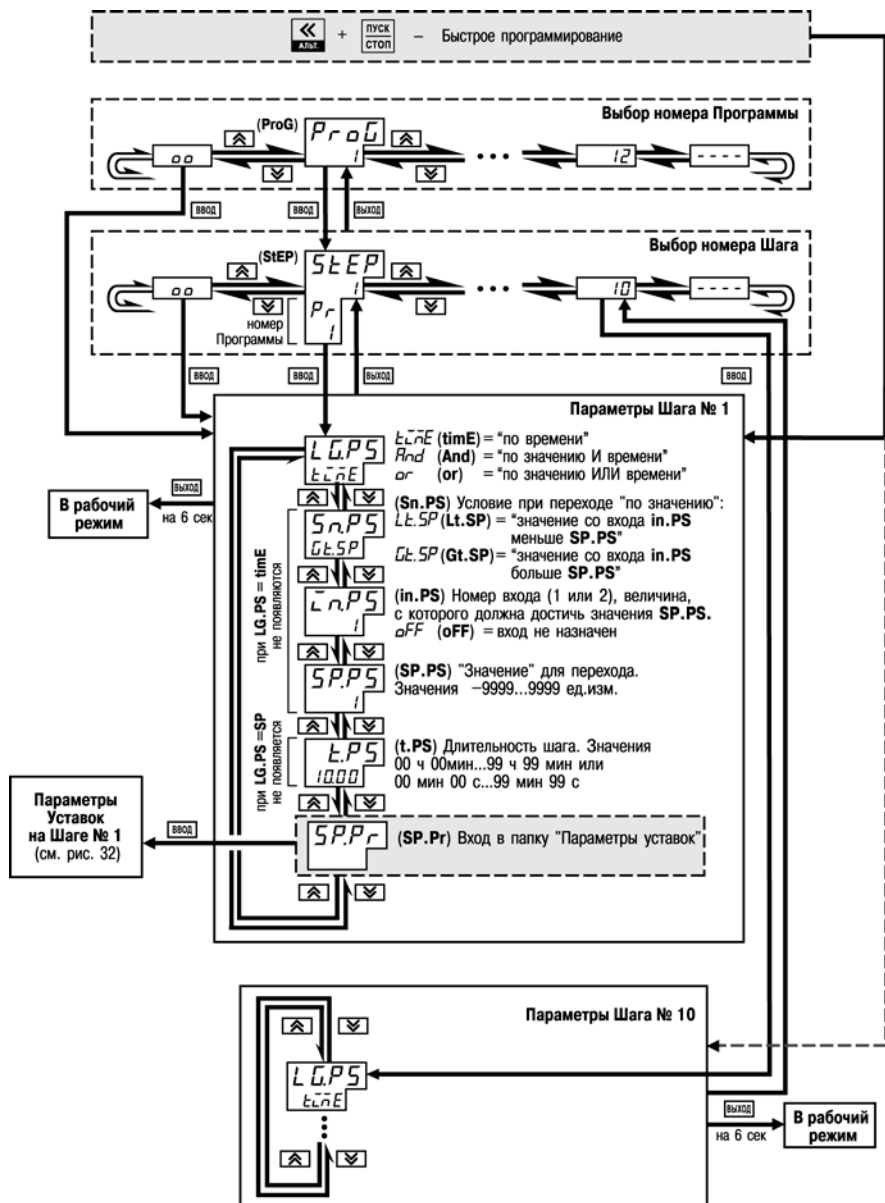 « АЛЬТ. + ПУСК СТОП – Быстрое программирование
Выбор номера Программы
(ProG)
ProG
1
oo
...
12
----
ВВОД
ВВОД
ВЫХОД
Выбор номера Шага
(StEP)
StEP
1
Pr
1
oo
...
10
----
номер
Программы
ВВОД
ВВОД
ВЫХОД
ВВОД
Параметры Шага № 1
LG.PS
timE
timE (timE) = "по времени"
And (And) = "по значению И времени"
or (or) = "по значению ИЛИ времени"
ВЫХОД
на 6 сек
В рабочий
режим
при LG.PS = timE
не появляются
Sn.PS
Gt.SP
(Sn.PS) Условие при переходе "по значению":
Lt.SP (Lt.SP) = "значение со входа in.PS
меньше SP.PS"
Gt.SP (Gt.SP) = "значение со входа in.PS
больше SP.PS"
in.PS
1
(in.PS) Номер входа (1 или 2), величина,
с которого должна достичь значения SP.PS.
oFF (oFF) = вход не назначен
SP.PS
1
(SP.PS) "Значение" для перехода.
Значения –9999...9999 ед.изм.
при LG.PS =SP
не появляется
t.PS
10.00
(t.PS) Длительность шага. Значения
00 ч 00мин...99 ч 99 мин или
00 мин 00 с...99 мин 99 с
Параметры
Уставок
на Шаге № 1
(см. рис. 32)
ВВОД
SP.Pr
(SP.Pr) Вход в папку "Параметры уставок"
Параметры Шага № 10
LG.PS
timE
ВЫХОД
на 6 сек
В рабочий
режим